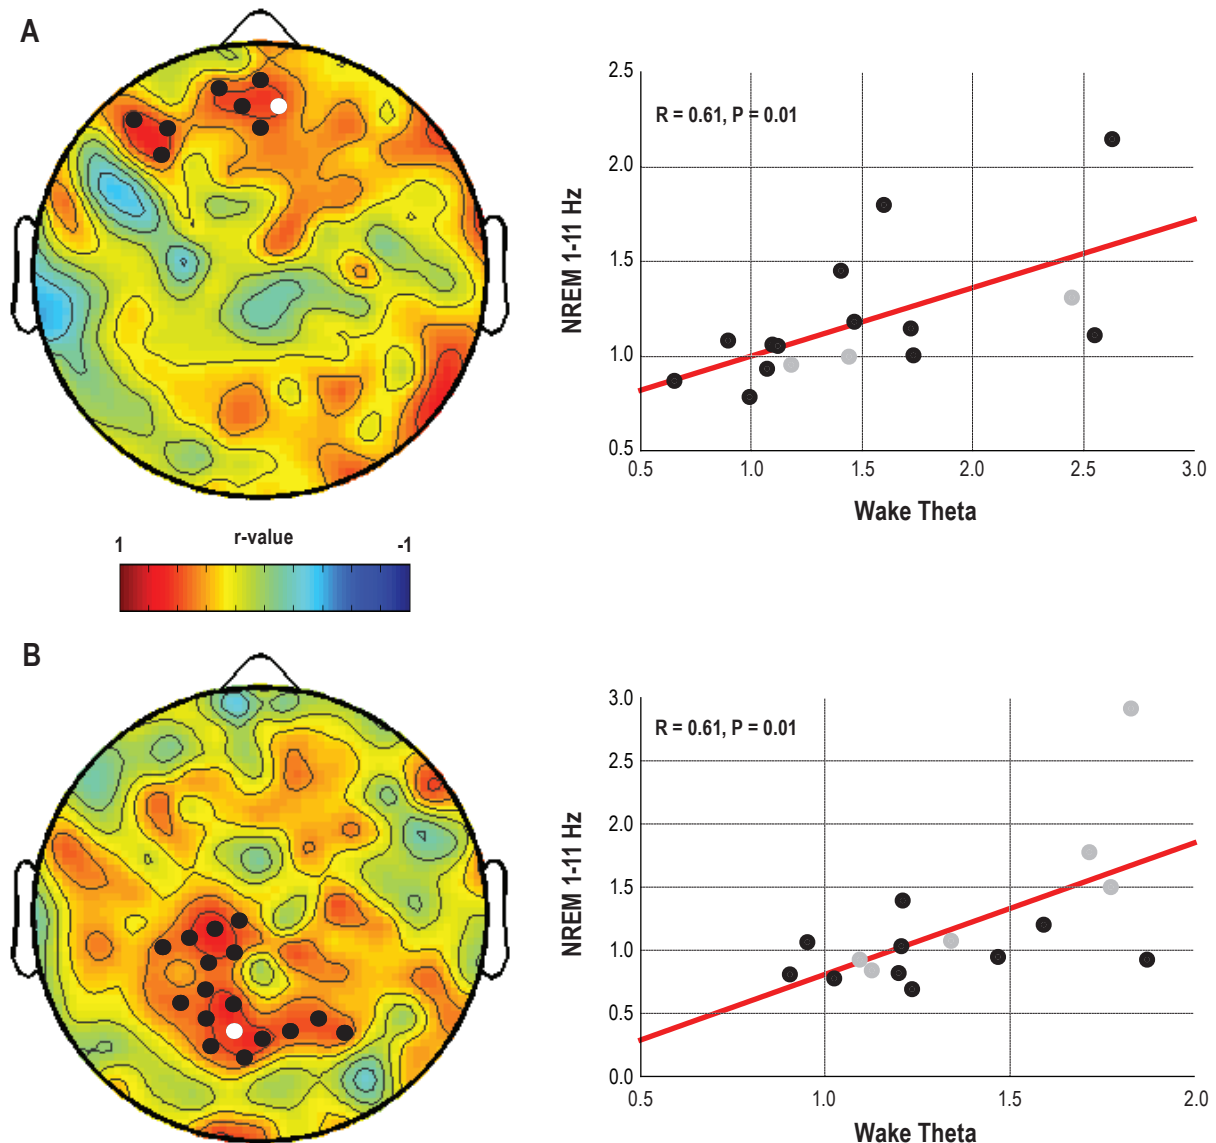 A
2.5
R = 0.61, P = 0.01
2.0
NREM 1-11 Hz
1.5
1.0
0.5
0.5 1.0 1.5 2.0 2.5 3.0
Wake Theta
1 r-value -1
B
3.0
R = 0.61, P = 0.01
2.5
2.0
NREM 1-11 Hz
1.5
1.0
0.5
0.0
0.5 1.0 1.5 2.0
Wake Theta